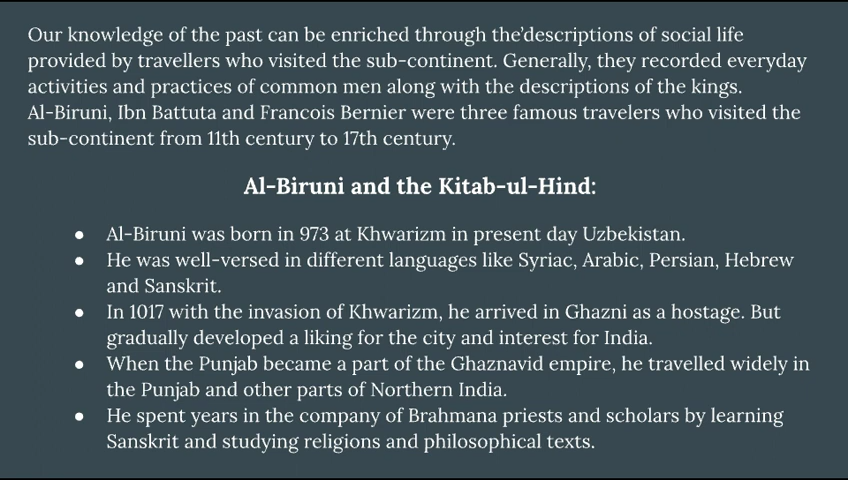 Our knowledge of the past can be enriched through the'descriptions of social life
provided by travellers who visited the sub-continent. Generally, they recorded everyday
activities and practices of common men along with the descriptions of the kings.
Al-Biruni, Ibn Battuta and Francois Bernier were three famous travelers who visited the
sub-continent from 11th century to 17th century.
Al-Biruni and the Kitab-ul-Hind:
● Al-Biruni was born in 973 at Khwarizm in present day Uzbekistan.
● He was well-versed in different languages like Syriac, Arabic, Persian, Hebrew
and Sanskrit.
● In 1017 with the invasion of Khwarizm, he arrived in Ghazni as a hostage. But
gradually developed a liking for the city and interest for India.
● When the Punjab became a part of the Ghaznavid empire, he travelled widely in
the Punjab and other parts of Northern India.
● He spent years in the company of Brahmana priests and scholars by learning
Sanskrit and studying religions and philosophical texts.